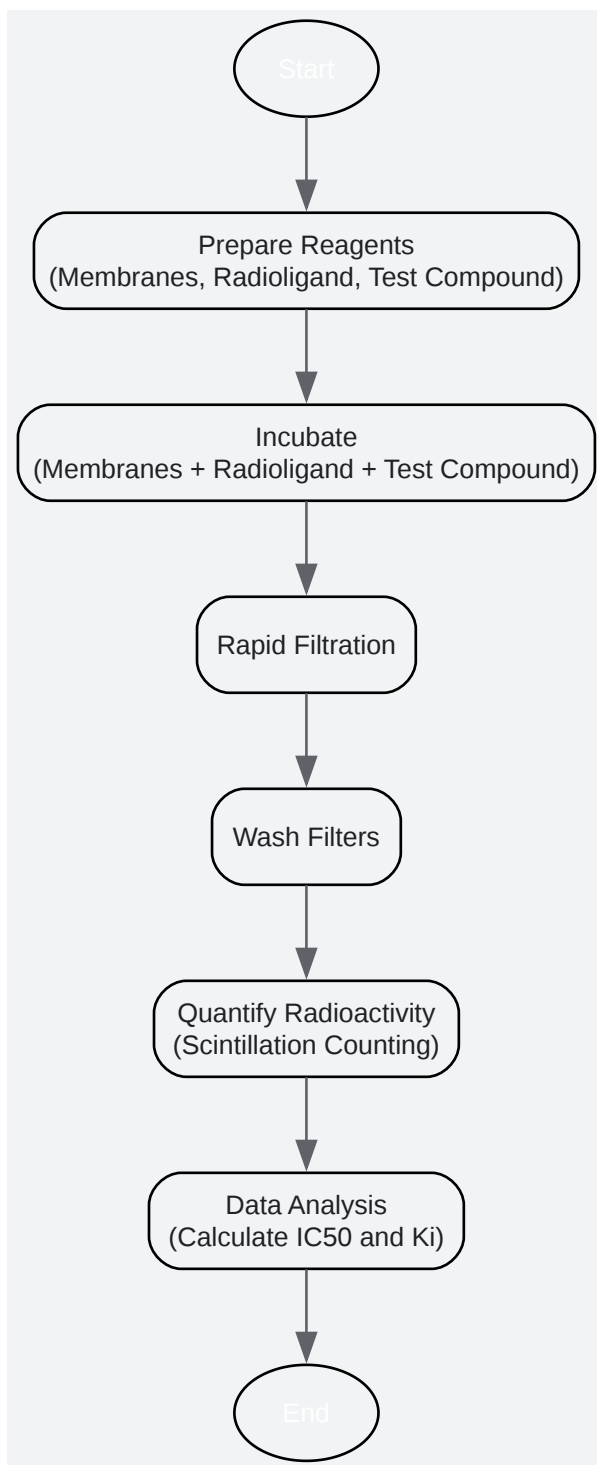 Start
Prepare Reagents
(Membranes, Radioligand, Test Compound)
Incubate
(Membranes + Radioligand + Test Compound)
Rapid Filtration
Wash Filters
Quantify Radioactivity
(Scintillation Counting)
Data Analysis
(Calculate IC50 and Ki)
End